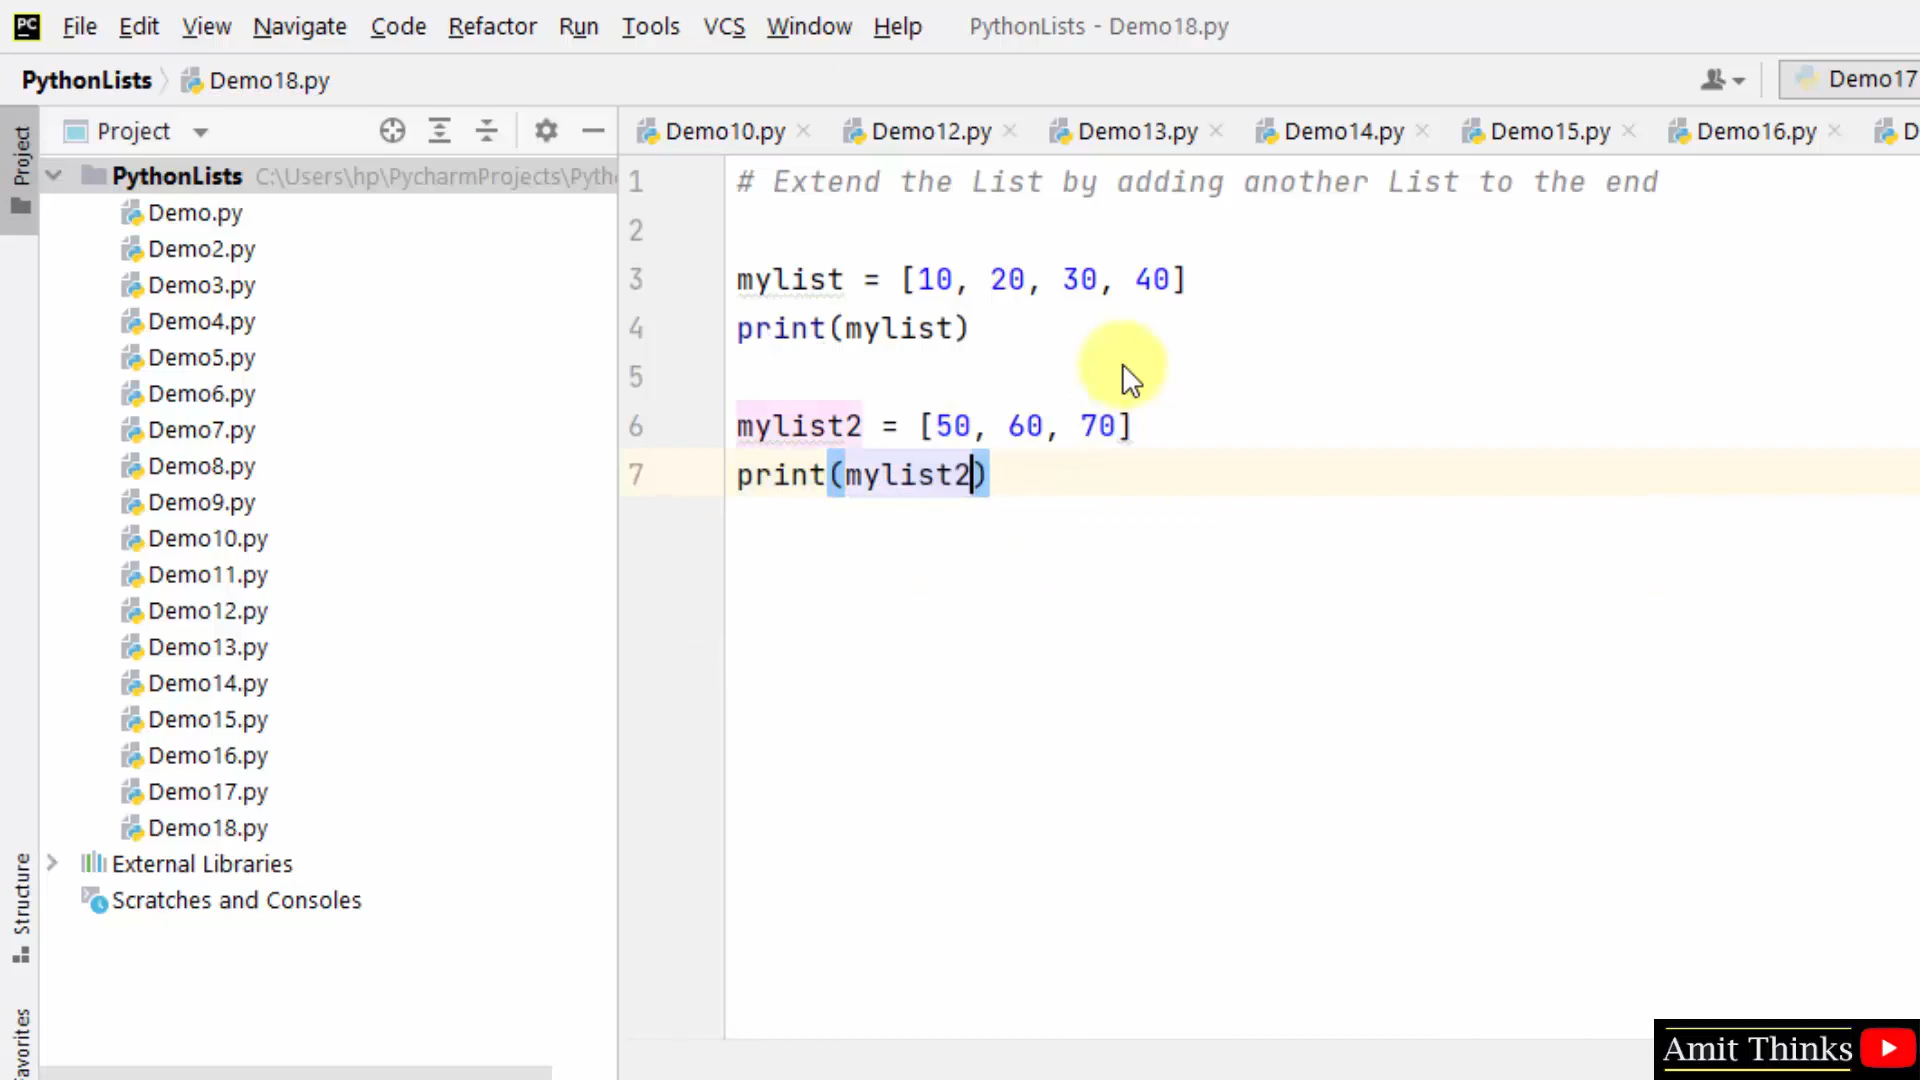 PC File Edit View Navigate Code Refactor Run Tools VCS Window Help PythonLists - Demo18.py
PythonLists Demo18.py Demo17
Project
Project
PythonLists C:\Users\hp\PycharmProjects\Pyth
Demo.py
Demo2.py
Demo3.py
Demo4.py
Demo5.py
Demo6.py
Demo7.py
Demo8.py
Demo9.py
Demo10.py
Demo11.py
Demo12.py
Demo13.py
Demo14.py
Demo15.py
Demo16.py
Demo17.py
Demo18.py
External Libraries
Scratches and Consoles
Structure
Favorites
Demo10.py Demo12.py Demo13.py Demo14.py Demo15.py Demo16.py D
1 # Extend the List by adding another List to the end
2
3 mylist = [10, 20, 30, 40]
4 print(mylist)
5
6 mylist2 = [50, 60, 70]
7 print(mylist2)
Amit Thinks